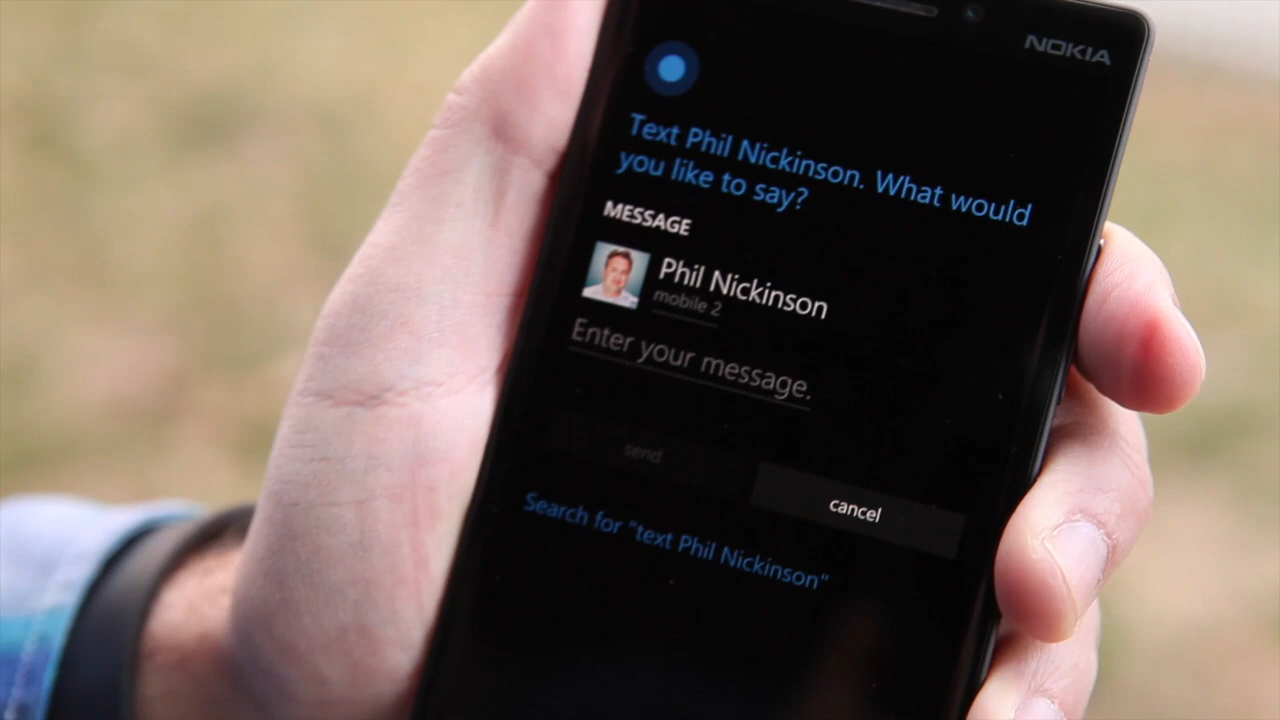 NOKIA
Text Phil Nickinson. What would
you like to say?
MESSAGE
Phil Nickinson
mobile 2
Enter your message.
send
cancel
Search for "text Phil Nickinson"